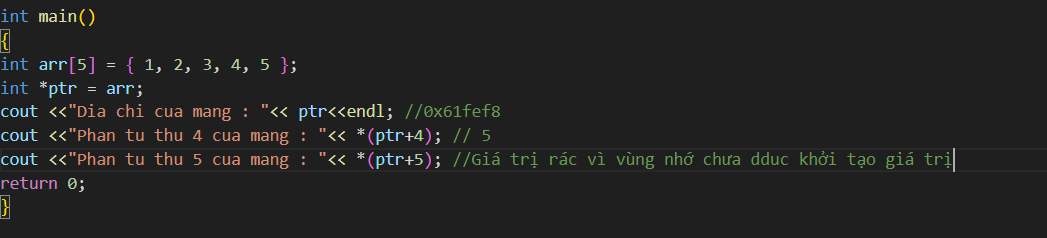 int main()
{
int arr[5] = { 1, 2, 3, 4, 5 };
int *ptr = arr;
cout <<"Dia chi cua mang : "<< ptr<<endl; //0x61fef8
cout <<"Phan tu thu 4 cua mang : "<< *(ptr+4); // 5
cout <<"Phan tu thu 5 cua mang : "<< *(ptr+5); //Giá trị rác vì vùng nhớ chưa dduc khởi tạo giá trị
return 0;
}